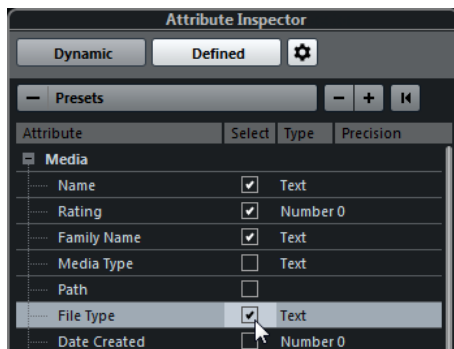 Attribute Inspector
Dynamic Defined
Presets
Attribute Select Type Precision
Media
Name Text
Rating Number 0
Family Name Text
Media Type Text
Path
File Type Text
Date Created Number 0